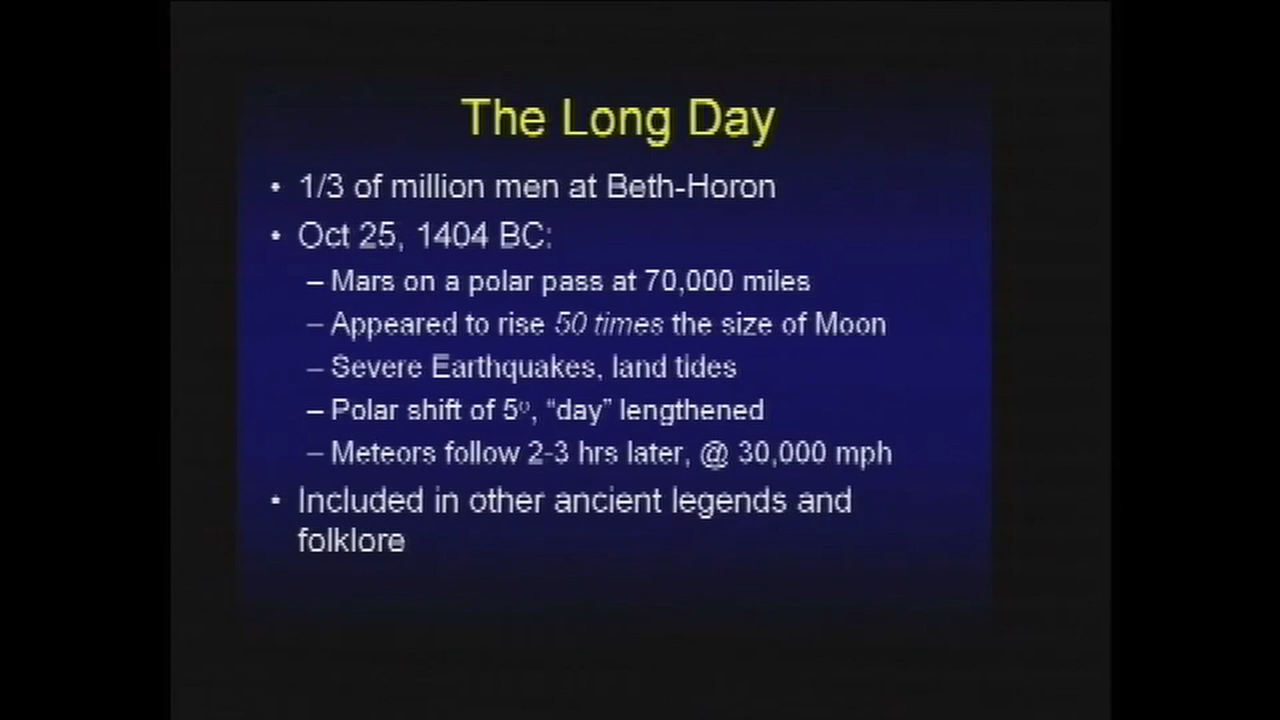 The Long Day
• 1/3 of million men at Beth-Horon
• Oct 25, 1404 BC:
– Mars on a polar pass at 70,000 miles
– Appeared to rise 50 times the size of Moon
– Severe Earthquakes, land tides
– Polar shift of 5º, “day” lengthened
– Meteors follow 2-3 hrs later, @ 30,000 mph
• Included in other ancient legends and
folklore